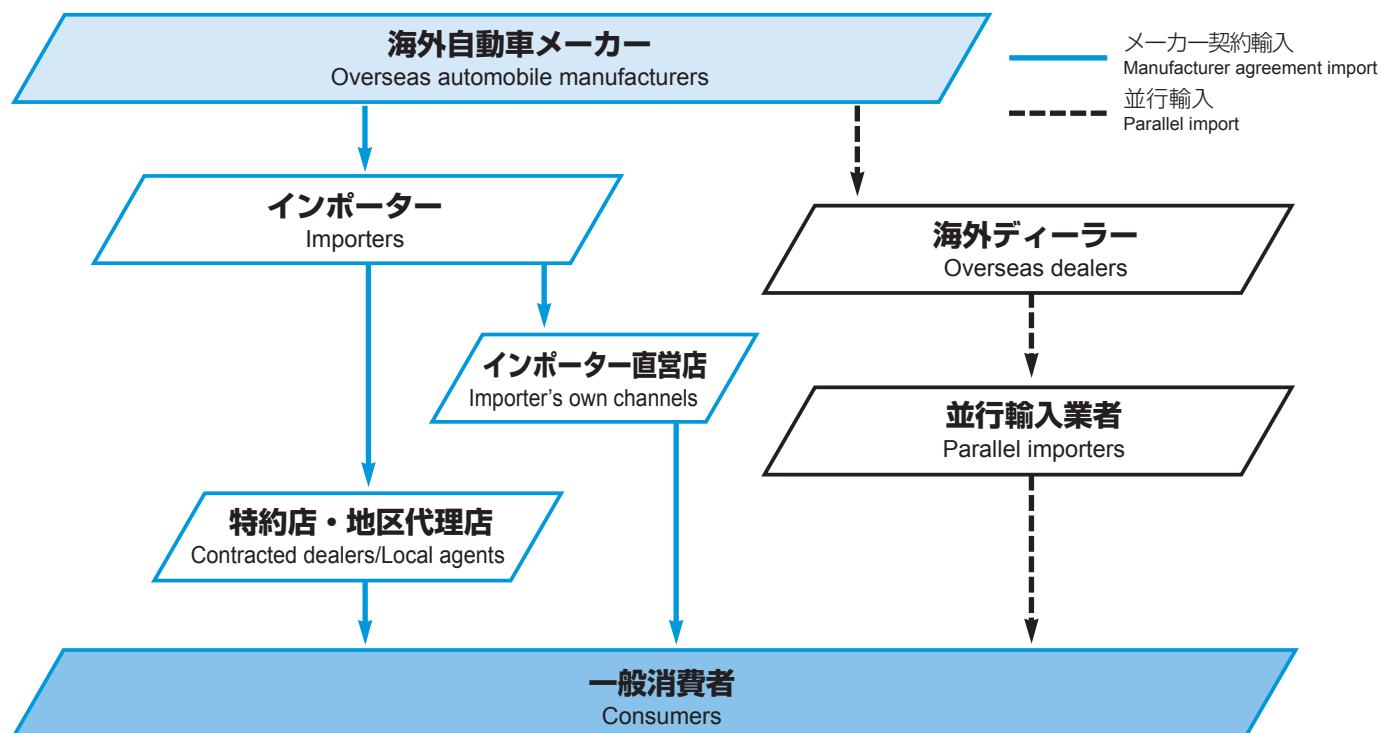 海外自動車メーカー
Overseas automobile manufacturers
メーカー契約輸入
Manufacturer agreement import
並行輸入
Parallel import
インポーター
Importers
海外ディーラー
Overseas dealers
インポーター直営店
Importer's own channels
並行輸入業者
Parallel importers
特約店・地区代理店
Contracted dealers/Local agents
一般消費者
Consumers